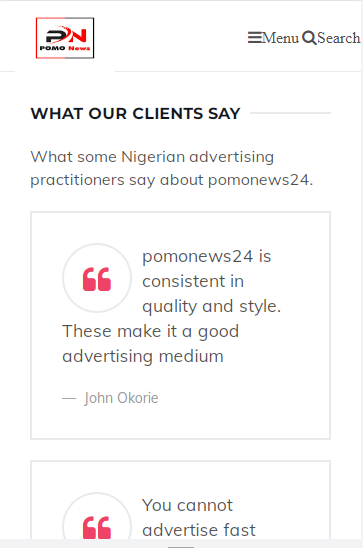 PN
POMO News
Menu Search
WHAT OUR CLIENTS SAY
What some Nigerian advertising
practitioners say about pomonews24.
pomonews24 is
consistent in
quality and style.
These make it a good
advertising medium
— John Okorie
You cannot
advertise fast